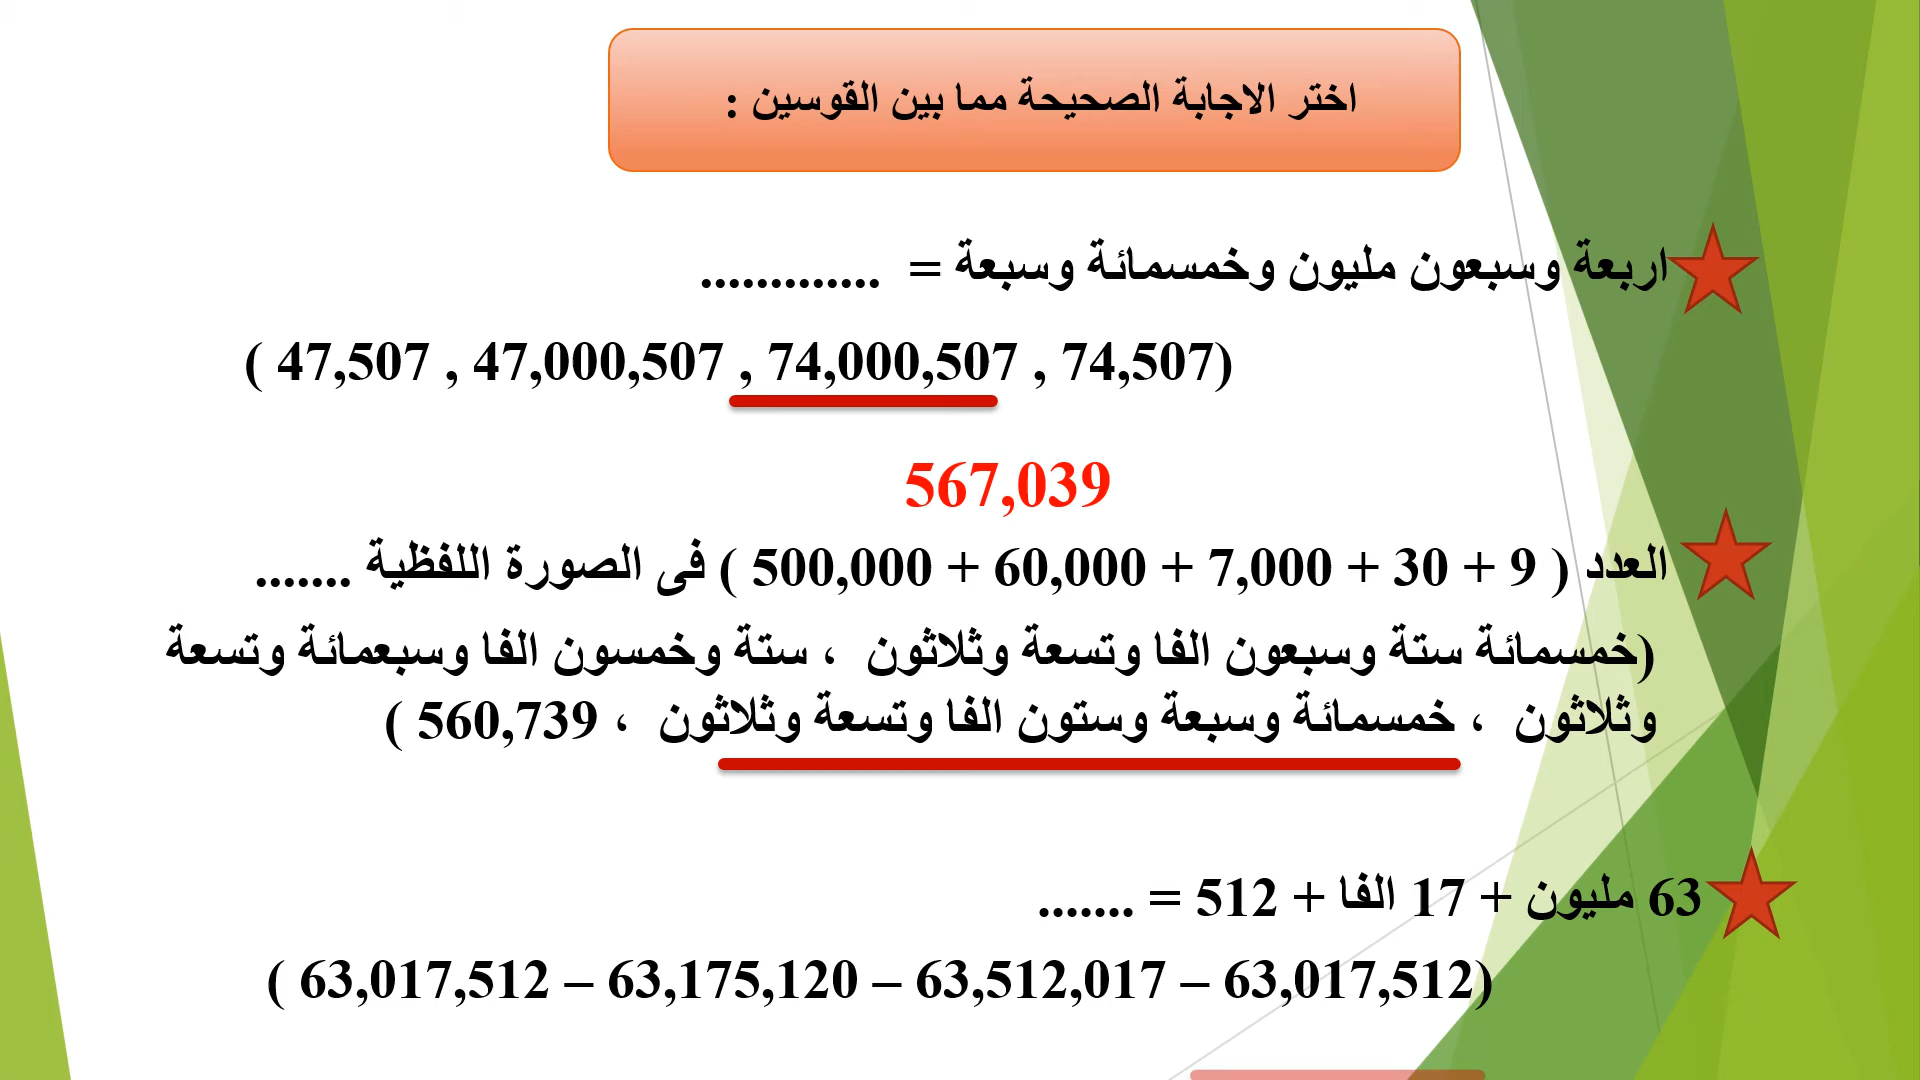 اختر الاجابة الصحيحة مما بين القوسين :
اربعة وسبعون مليون وخمسمائة وسبعة = .............
(74,507 , 74,000,507 , 47,000,507 , 47,507 )
567,039
العدد ( 9 + 30 + 7,000 + 60,000 + 500,000 ) فى الصورة اللفظية .......
(خمسمائة ستة وسبعون الفا وتسعة وثلاثون ، ستة وخمسون الفا وسبعمائة وتسعة
وثلاثون ، خمسمائة وسبعة وستون الفا وتسعة وثلاثون ، 560,739 )
63 مليون + 17 الفا + 512 = .......
(63,017,512 – 63,512,017 – 63,175,120 – 63,017,512 )